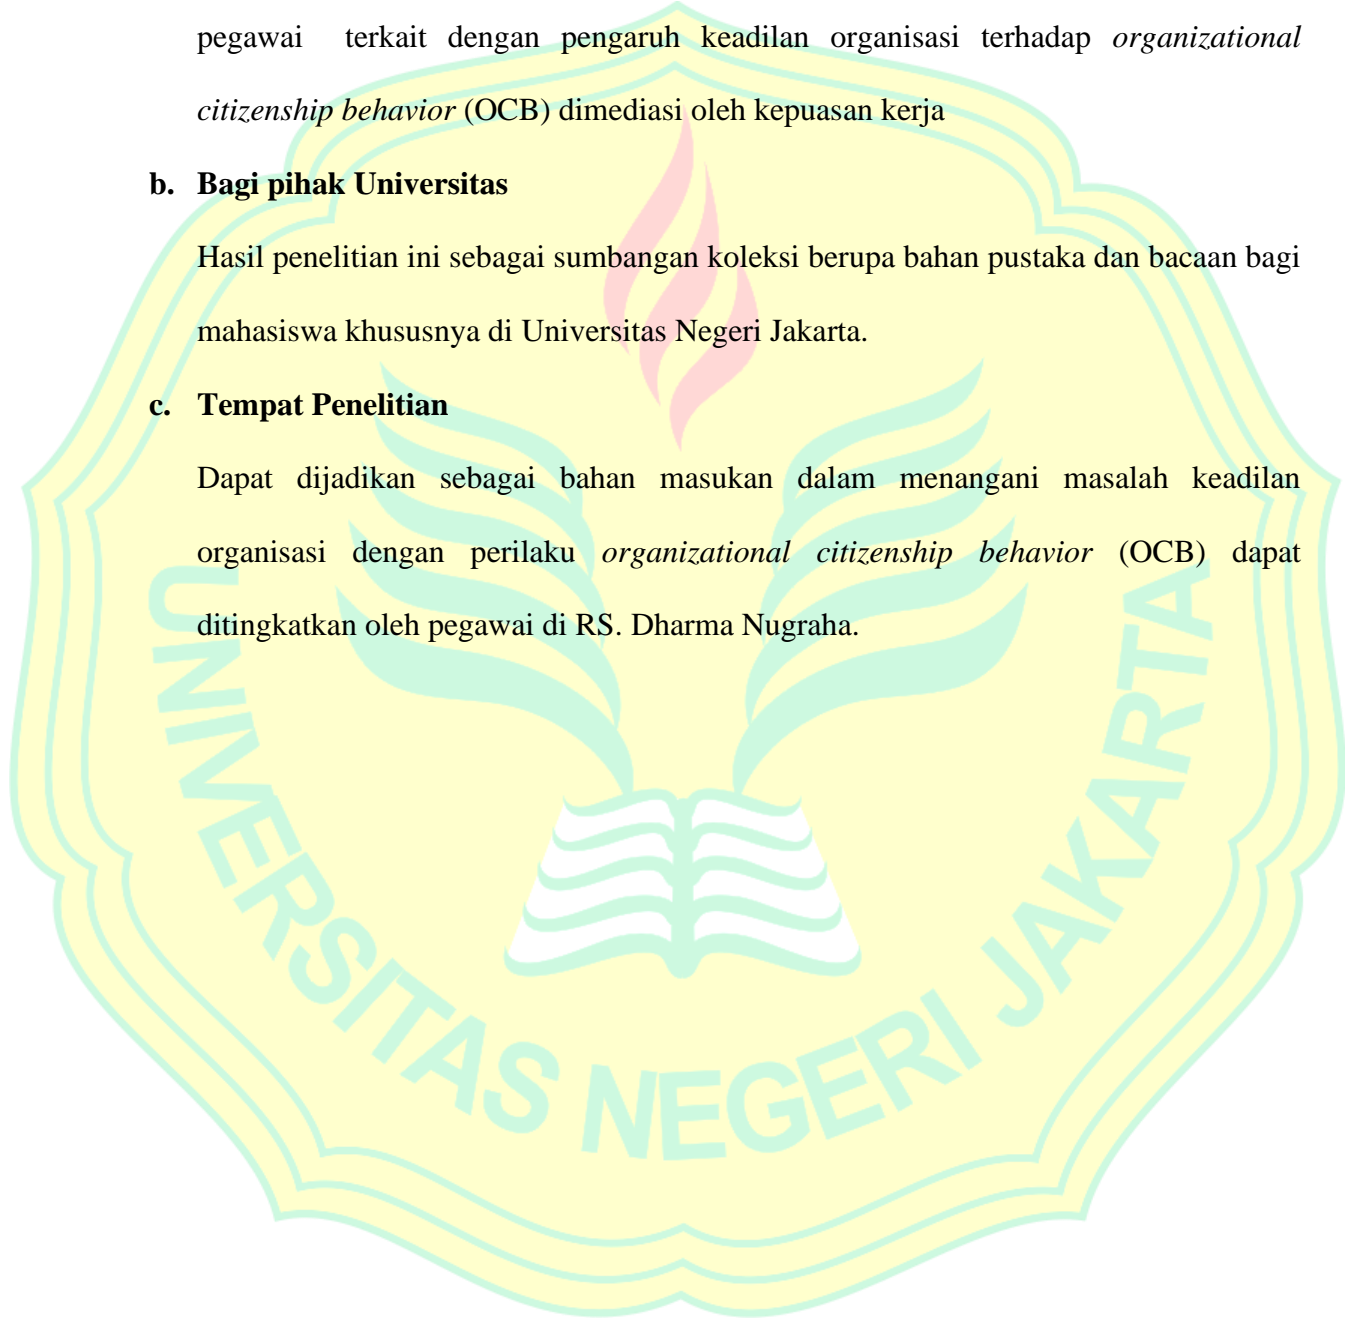 pegawai terkait dengan pengaruh keadilan organisasi terhadap organizational
citizenship behavior (OCB) dimediasi oleh kepuasan kerja
b. Bagi pihak Universitas
Hasil penelitian ini sebagai sumbangan koleksi berupa bahan pustaka dan bacaan bagi
mahasiswa khususnya di Universitas Negeri Jakarta.
c. Tempat Penelitian
Dapat dijadikan sebagai bahan masukan dalam menangani masalah keadilan
organisasi dengan perilaku organizational citizenship behavior (OCB) dapat
ditingkatkan oleh pegawai di RS. Dharma Nugraha.
UNIVERSITAS NEGERI JAKARTA